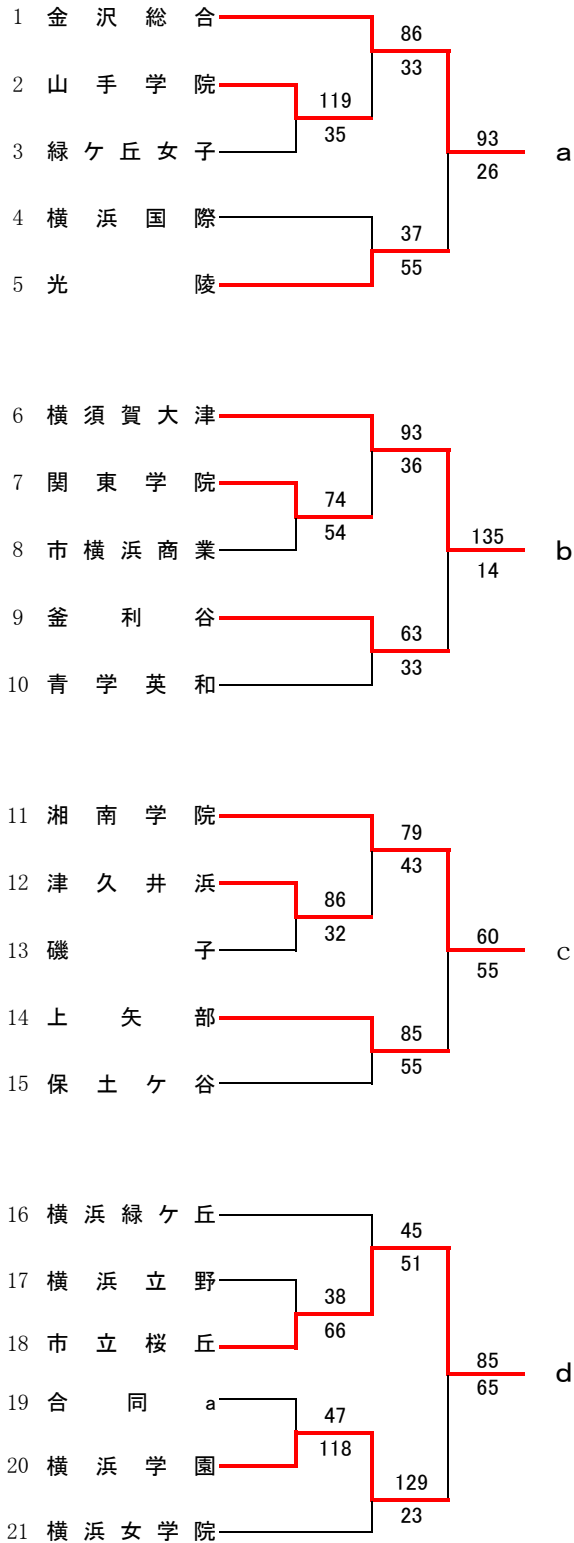 1 金沢総合
86
33
2 山手学院
119
35
3 緑ケ丘女子
93
26
a
4 横浜国際
37
55
5 光陵
6 横須賀大津
93
36
7 関東学院
74
54
8 市横浜商業
135
14
b
9 釜利谷
63
33
10 青学英和
11 湘南学院
79
43
12 津久井浜
86
32
13 磯子
60
55
c
14 上矢部
85
55
15 保土ケ谷
16 横浜緑ケ丘
45
51
17 横浜立野
38
66
18 市立桜丘
85
65
d
19 合同a
47
118
20 横浜学園
129
23
21 横浜女学院